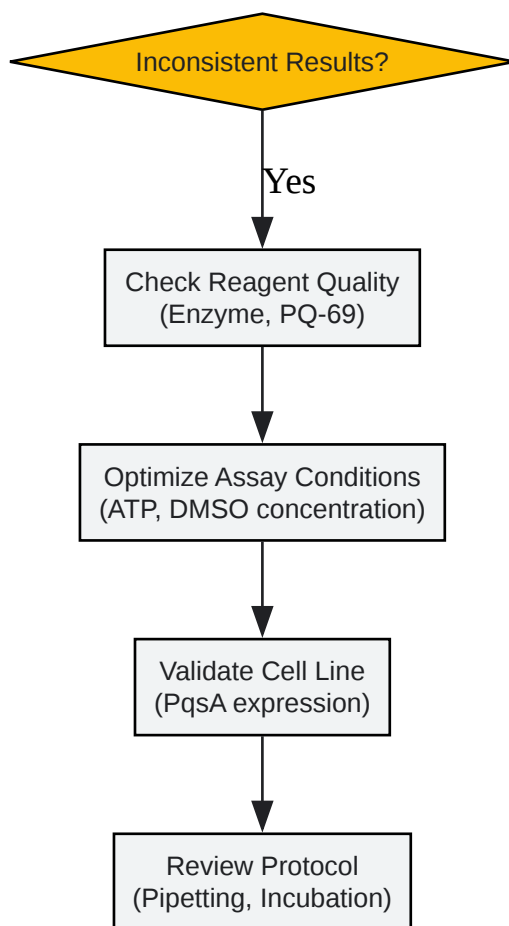 Inconsistent Results?
Yes
Check Reagent Quality
(Enzyme, PQ-69)
Optimize Assay Conditions
(ATP, DMSO concentration)
Validate Cell Line
(PqsA expression)
Review Protocol
(Pipetting, Incubation)